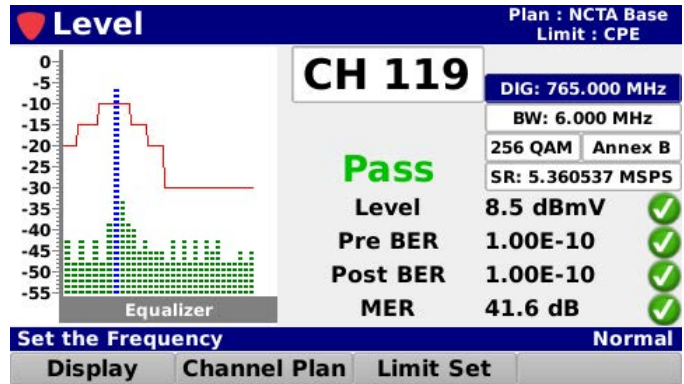 Level
Plan : NCTA Base
Limit : CPE
0
-5
-10
-15
-20
-25
-30
-35
-40
-45
-50
-55
Equalizer
CH 119
DIG: 765.000 MHz
BW: 6.000 MHz
256 QAM Annex B
SR: 5.360537 MSPS
Pass
Level 8.5 dBmV
Pre BER 1.00E-10
Post BER 1.00E-10
MER 41.6 dB
Set the Frequency Normal
Display Channel Plan Limit Set